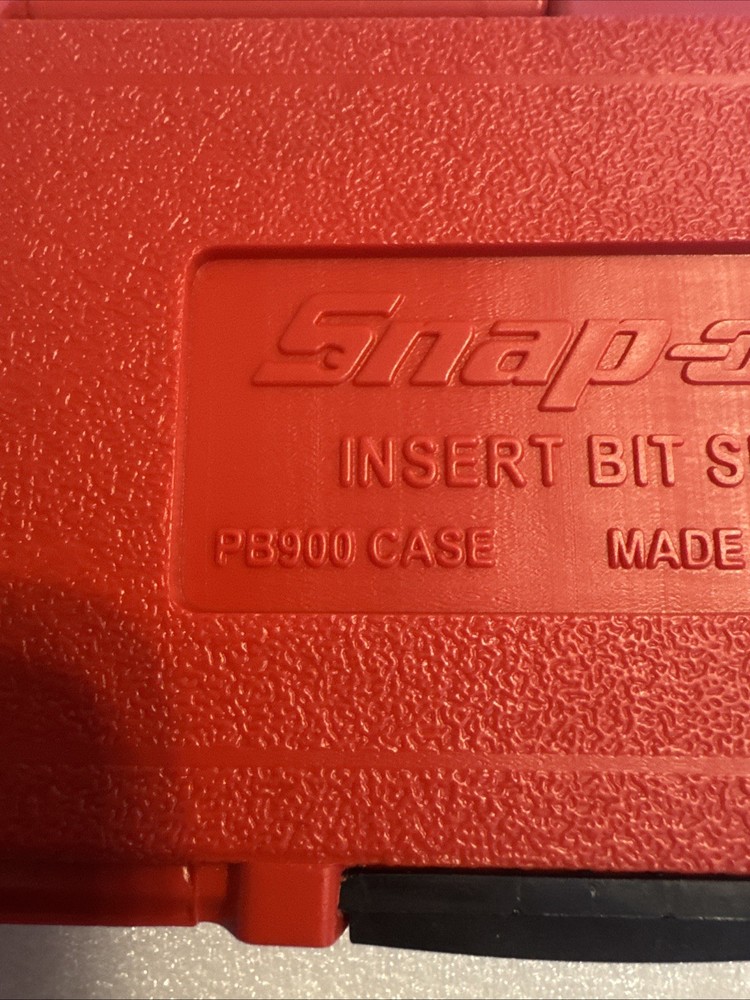 Snap-o
INSERT BIT S
PB900 CASE MADE